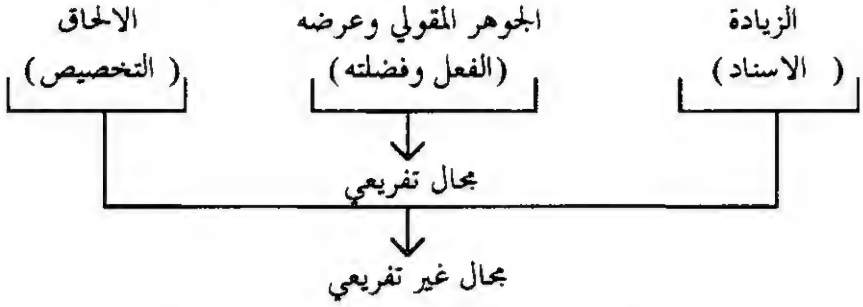 الزيادة
( الاسناد )
الجوهر المقولي وعرضه
(الفعل وفضلته)
الالحاق
( التخصيص )
مجال تفريعي
مجال غير تفريعي